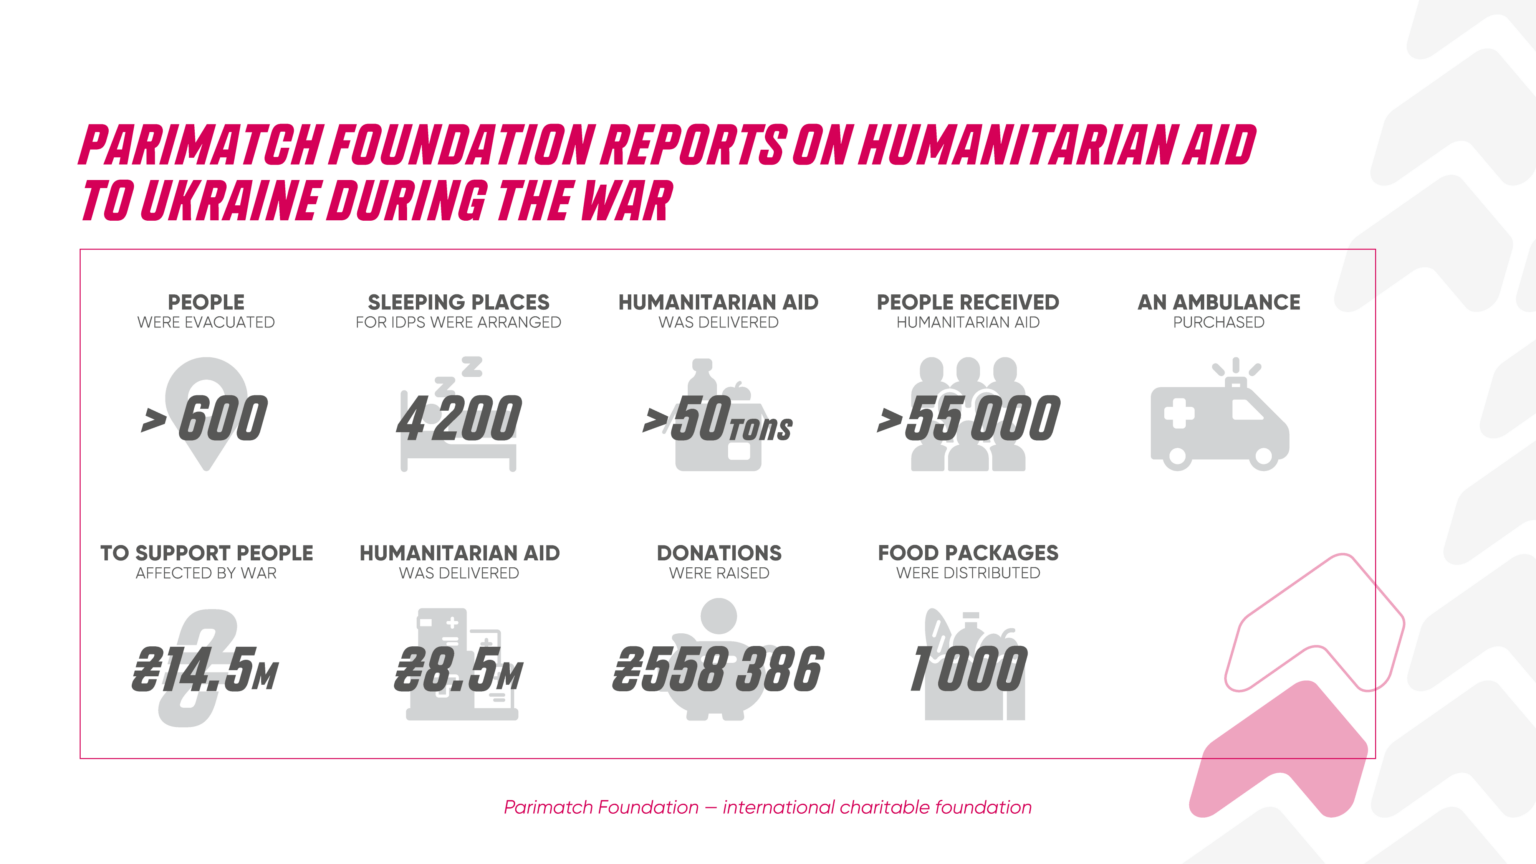 PARIMATCH FOUNDATION REPORTS ON HUMANITARIAN AID
TO UKRAINE DURING THE WAR
PEOPLE
WERE EVACUATED
> 600
SLEEPING PLACES
FOR IDPS WERE ARRANGED
4 200
HUMANITARIAN AID
WAS DELIVERED
>50 TONS
PEOPLE RECEIVED
HUMANITARIAN AID
>55 000
AN AMBULANCE
PURCHASED
TO SUPPORT PEOPLE
AFFECTED BY WAR
₴14.5M
HUMANITARIAN AID
WAS DELIVERED
₴8.5M
DONATIONS
WERE RAISED
₴558 386
FOOD PACKAGES
WERE DISTRIBUTED
1 000
Parimatch Foundation – international charitable foundation